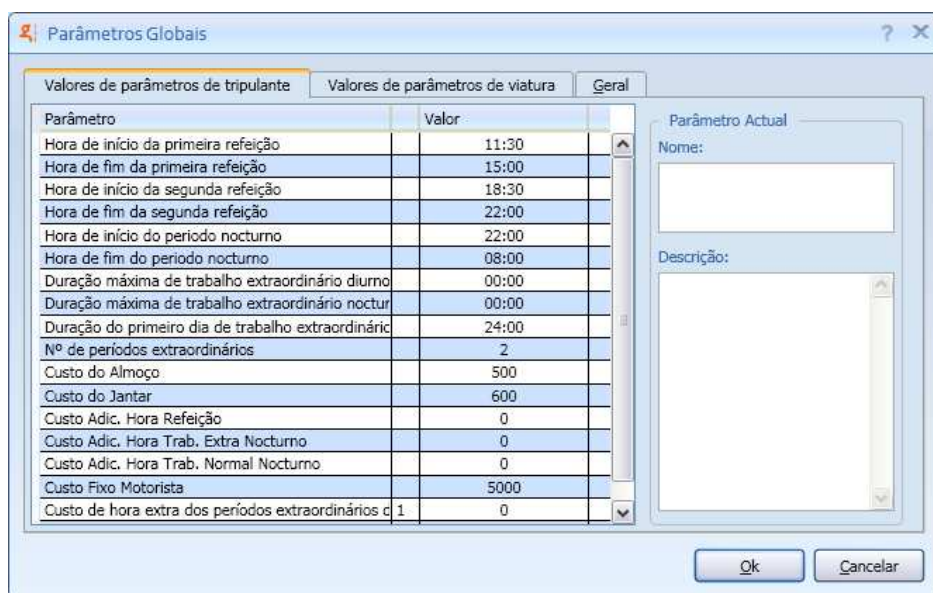 Parâmetros Globais
Valores de parâmetros de tripulante
Valores de parâmetros de viatura
Geral
Parâmetro Valor
Hora de início da primeira refeição 11:30
Hora de fim da primeira refeição 15:00
Hora de início da segunda refeição 18:30
Hora de fim da segunda refeição 22:00
Hora de início do periodo nocturno 22:00
Hora de fim do periodo nocturno 08:00
Duração máxima de trabalho extraordinário diurno 00:00
Duração máxima de trabalho extraordinário noctur 00:00
Duração do primeiro dia de trabalho extraordináric 24:00
Nº de períodos extraordinários 2
Custo do Almoço 500
Custo do Jantar 600
Custo Adic. Hora Refeição 0
Custo Adic. Hora Trab. Extra Nocturno 0
Custo Adic. Hora Trab. Normal Nocturno 0
Custo Fixo Motorista 5000
Custo de hora extra dos períodos extraordinários c 1 0
Parâmetro Actual
Nome:
Descrição:
Ok
Cancelar